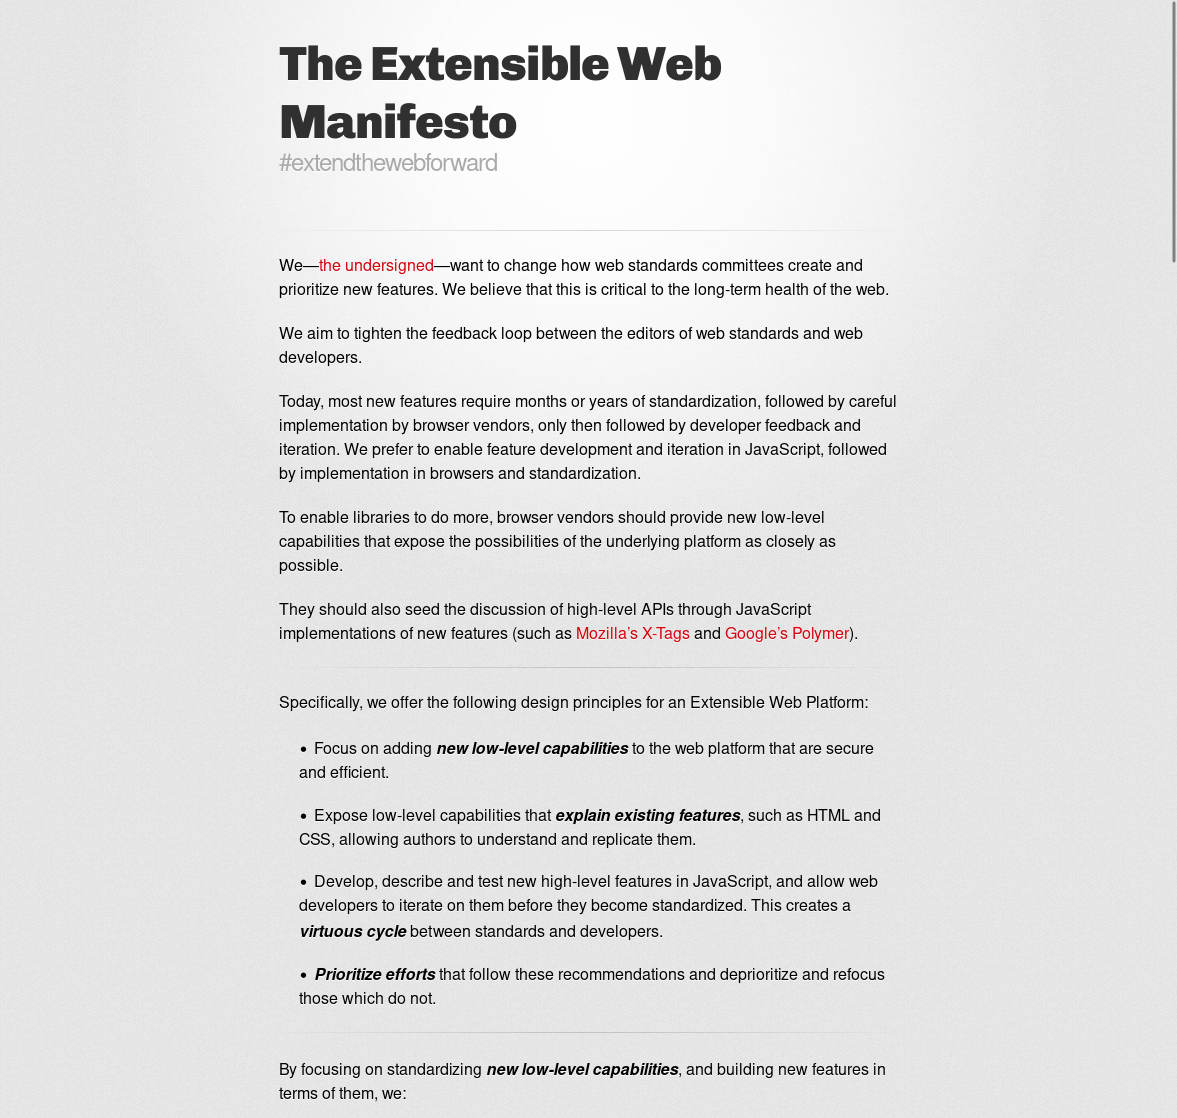 The Extensible Web
Manifesto
#extendthewebforward
We—the undersigned—want to change how web standards committees create and
prioritize new features. We believe that this is critical to the long-term health of the web.
We aim to tighten the feedback loop between the editors of web standards and web
developers.
Today, most new features require months or years of standardization, followed by careful
implementation by browser vendors, only then followed by developer feedback and
iteration. We prefer to enable feature development and iteration in JavaScript, followed
by implementation in browsers and standardization.
To enable libraries to do more, browser vendors should provide new low-level
capabilities that expose the possibilities of the underlying platform as closely as
possible.
They should also seed the discussion of high-level APIs through JavaScript
implementations of new features (such as Mozilla’s X-Tags and Google’s Polymer).
Specifically, we offer the following design principles for an Extensible Web Platform:
• Focus on adding new low-level capabilities to the web platform that are secure
and efficient.
• Expose low-level capabilities that explain existing features, such as HTML and
CSS, allowing authors to understand and replicate them.
• Develop, describe and test new high-level features in JavaScript, and allow web
developers to iterate on them before they become standardized. This creates a
virtuous cycle between standards and developers.
• Prioritize efforts that follow these recommendations and deprioritize and refocus
those which do not.
By focusing on standardizing new low-level capabilities, and building new features in
terms of them, we: